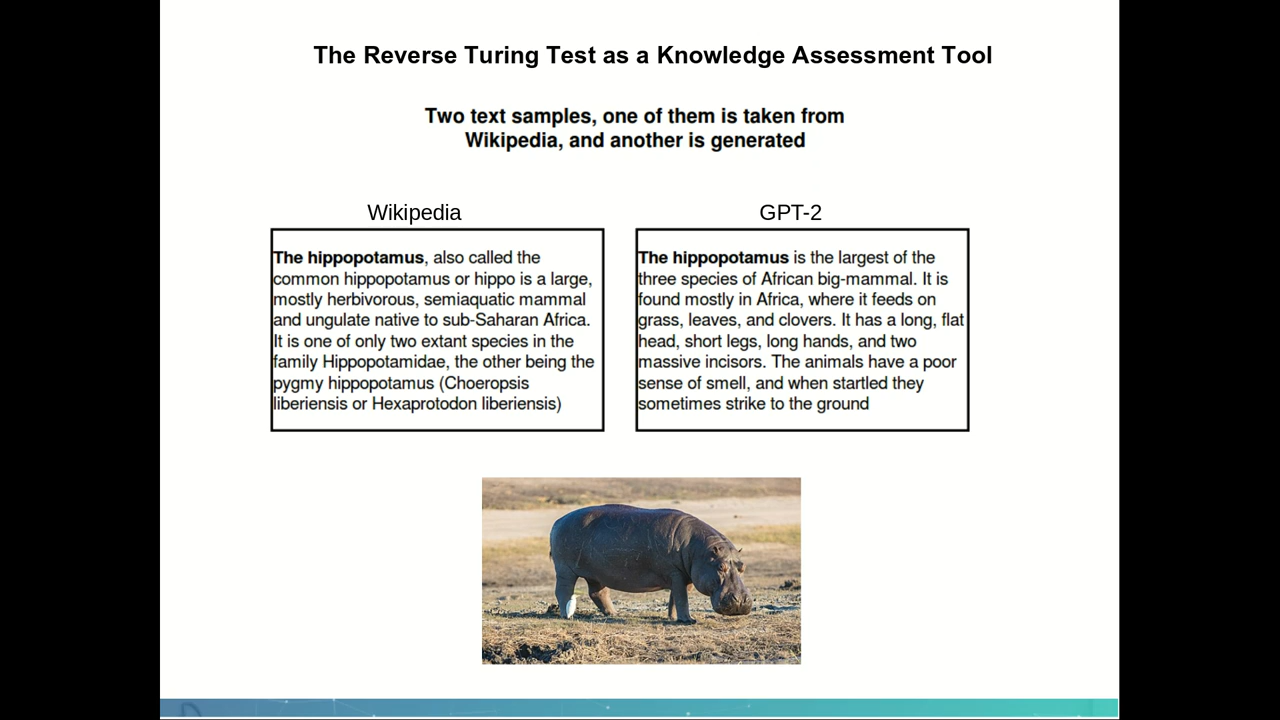 The Reverse Turing Test as a Knowledge Assessment Tool
Two text samples, one of them is taken from
Wikipedia, and another is generated
Wikipedia
The hippopotamus, also called the
common hippopotamus or hippo is a large,
mostly herbivorous, semiaquatic mammal
and ungulate native to sub-Saharan Africa.
It is one of only two extant species in the
family Hippopotamidae, the other being the
pygmy hippopotamus (Choeropsis
liberiensis or Hexaprotodon liberiensis)
GPT-2
The hippopotamus is the largest of the
three species of African big-mammal. It is
found mostly in Africa, where it feeds on
grass, leaves, and clovers. It has a long, flat
head, short legs, long hands, and two
massive incisors. The animals have a poor
sense of smell, and when startled they
sometimes strike to the ground